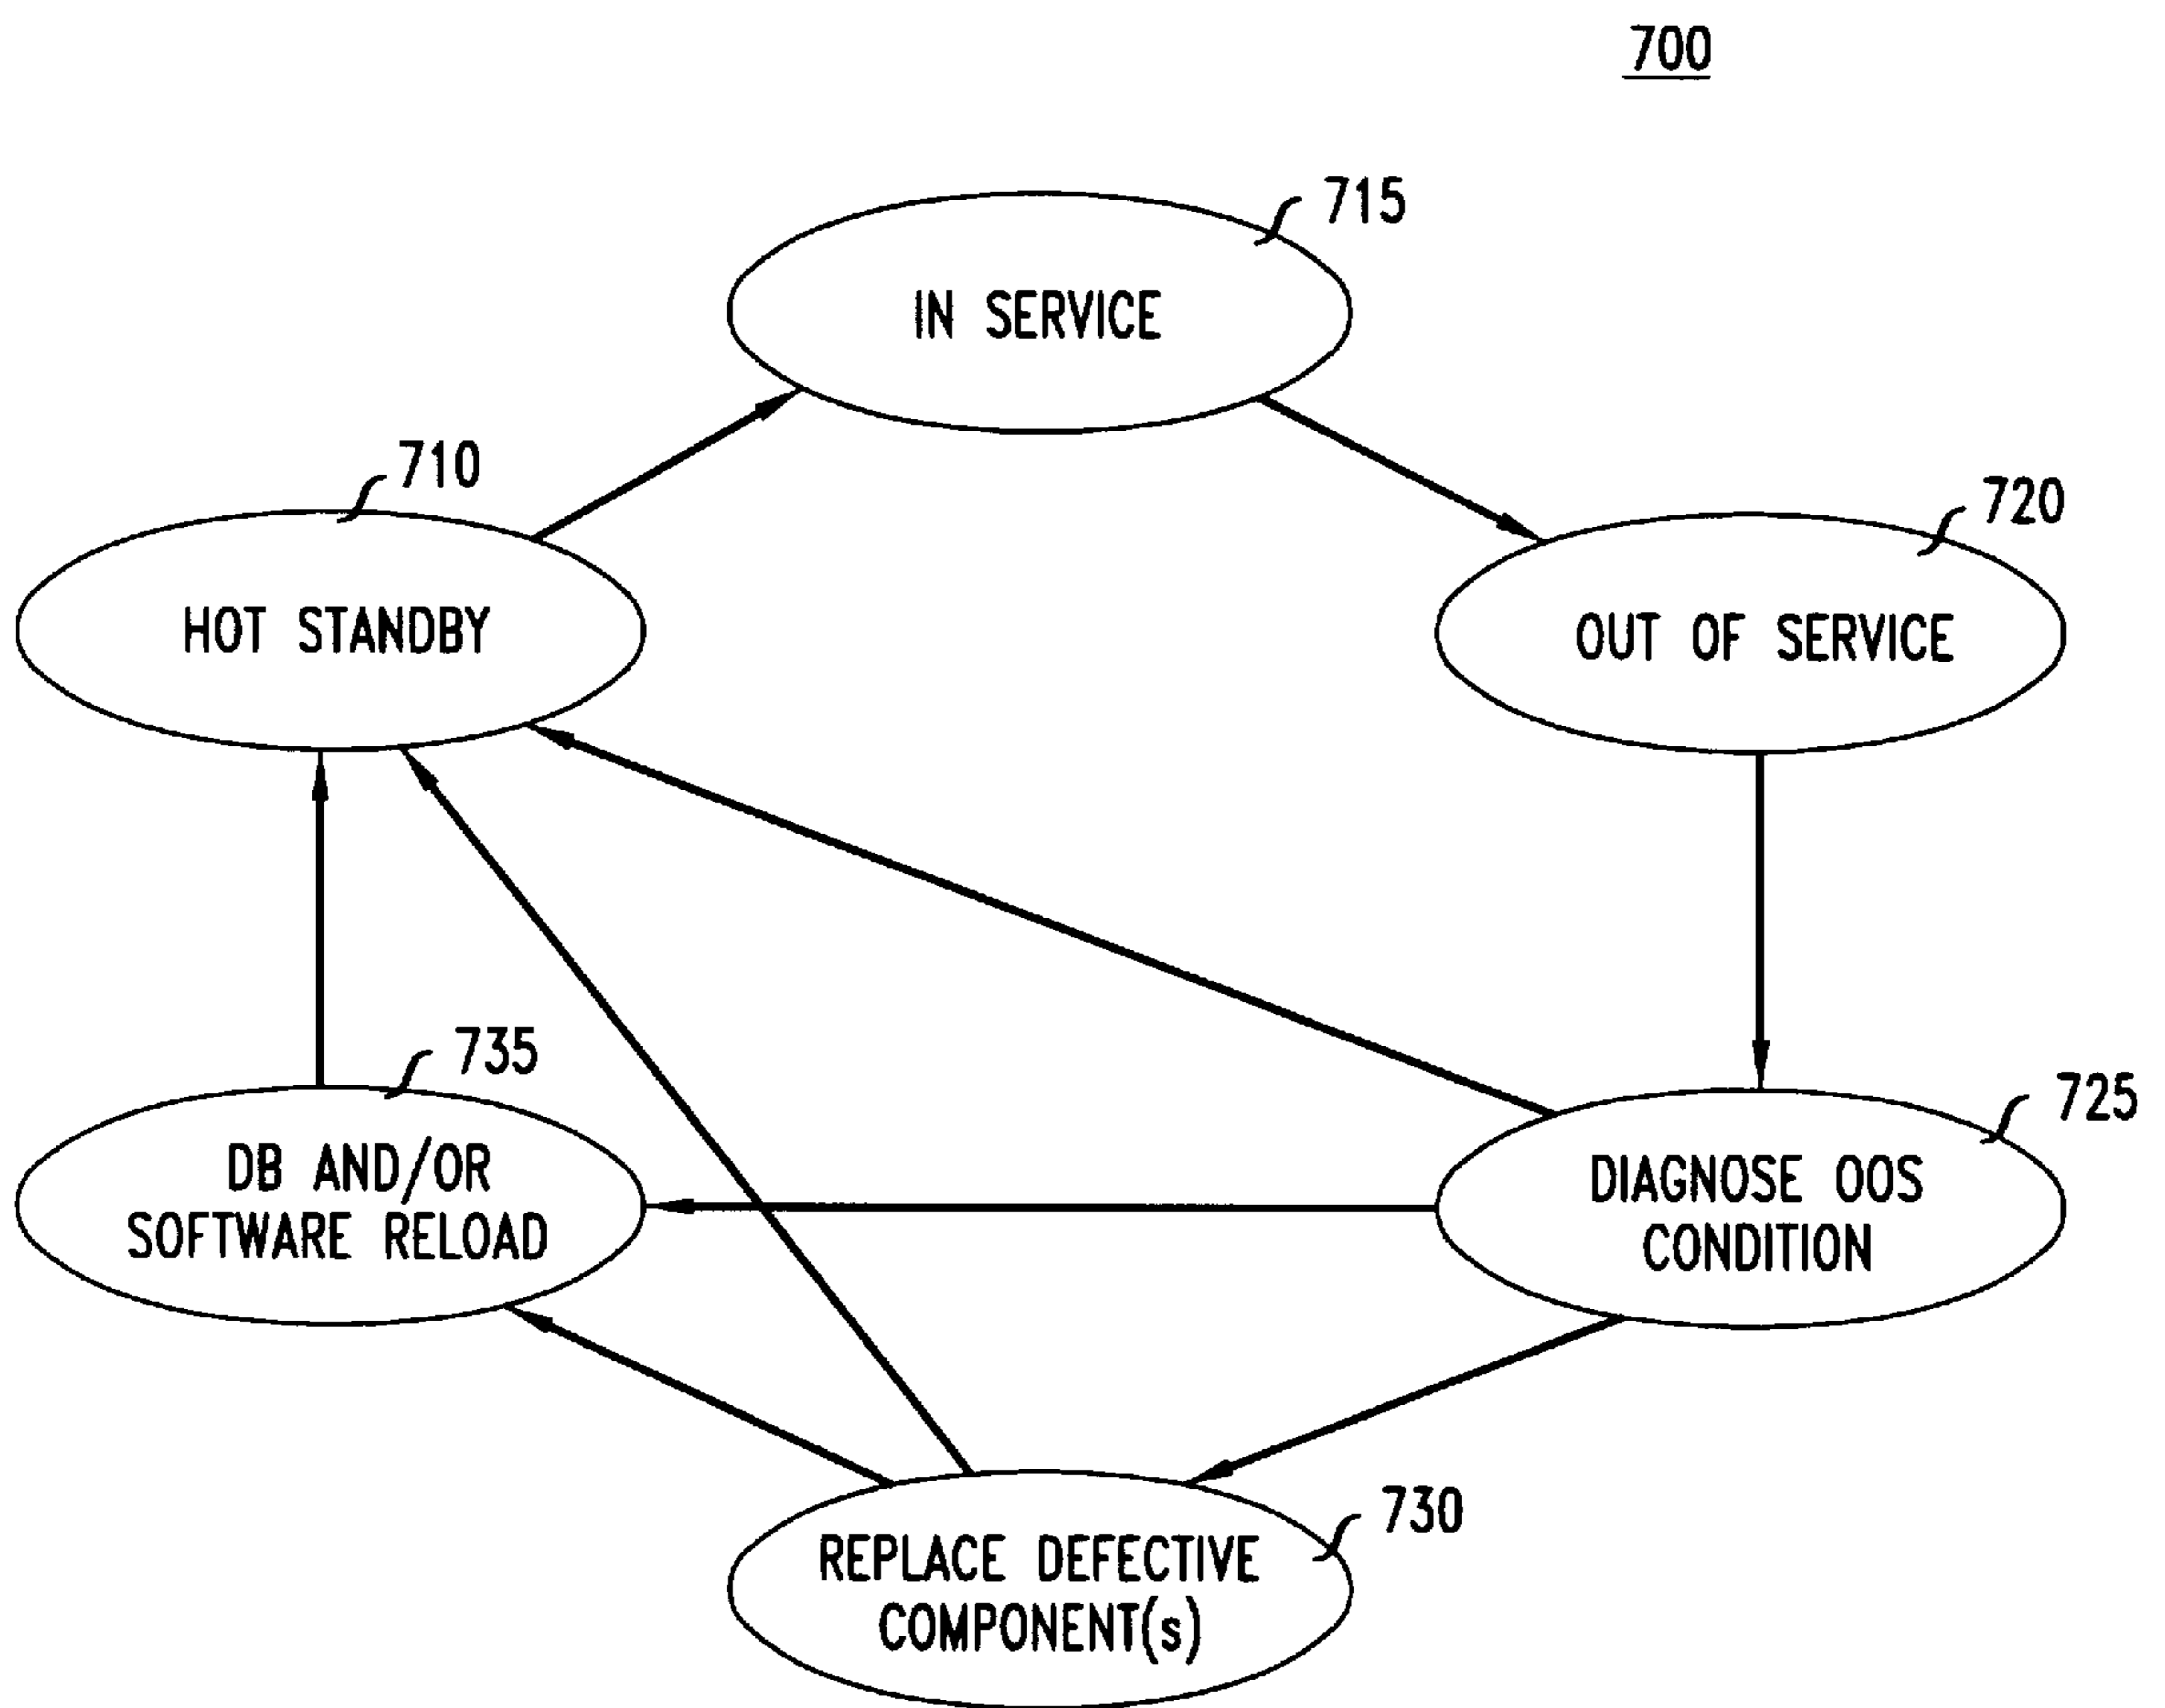 700
715
IN SERVICE
710
720
HOT STANDBY
OUT OF SERVICE
735
725
DB AND/OR
SOFTWARE RELOAD
DIAGNOSE OOS
CONDITION
730
REPLACE DEFECTIVE
COMPONENT(s)